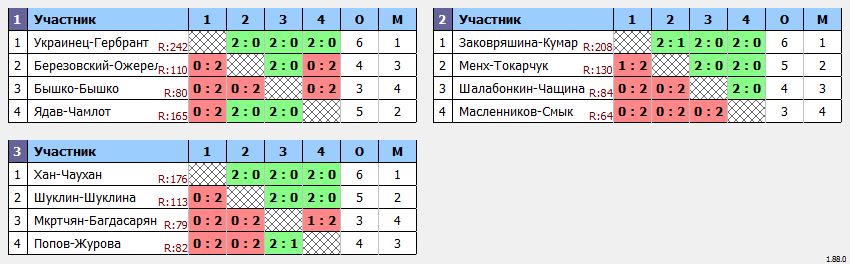 1 Участник 1 2 3 4 О М
1 Украинец-Гербрант R:242 2 : 0 2 : 0 2 : 0 6 1
2 Березовский-Ожерел R:110 0 : 2 2 : 0 0 : 2 4 3
3 Бышко-Бышко R:80 0 : 2 0 : 2 0 : 2 3 4
4 Ядав-Чамлот R:165 0 : 2 2 : 0 2 : 0 5 2
2 Участник 1 2 3 4 О М
1 Заковряшина-Кумар R:208 2 : 1 2 : 0 2 : 0 6 1
2 Менх-Токарчук R:130 1 : 2 2 : 0 2 : 0 5 2
3 Шалабонкин-Чащина R:84 0 : 2 0 : 2 2 : 0 4 3
4 Масленников-Смык R:64 0 : 2 0 : 2 0 : 2 3 4
3 Участник 1 2 3 4 О М
1 Хан-Чаухан R:176 2 : 0 2 : 0 2 : 0 6 1
2 Шуклин-Шуклина R:113 0 : 2 2 : 0 2 : 0 5 2
3 Мкртчян-Багдасарян R:79 0 : 2 0 : 2 1 : 2 3 4
4 Попов-Журова R:82 0 : 2 0 : 2 2 : 1 4 3
1.88.0